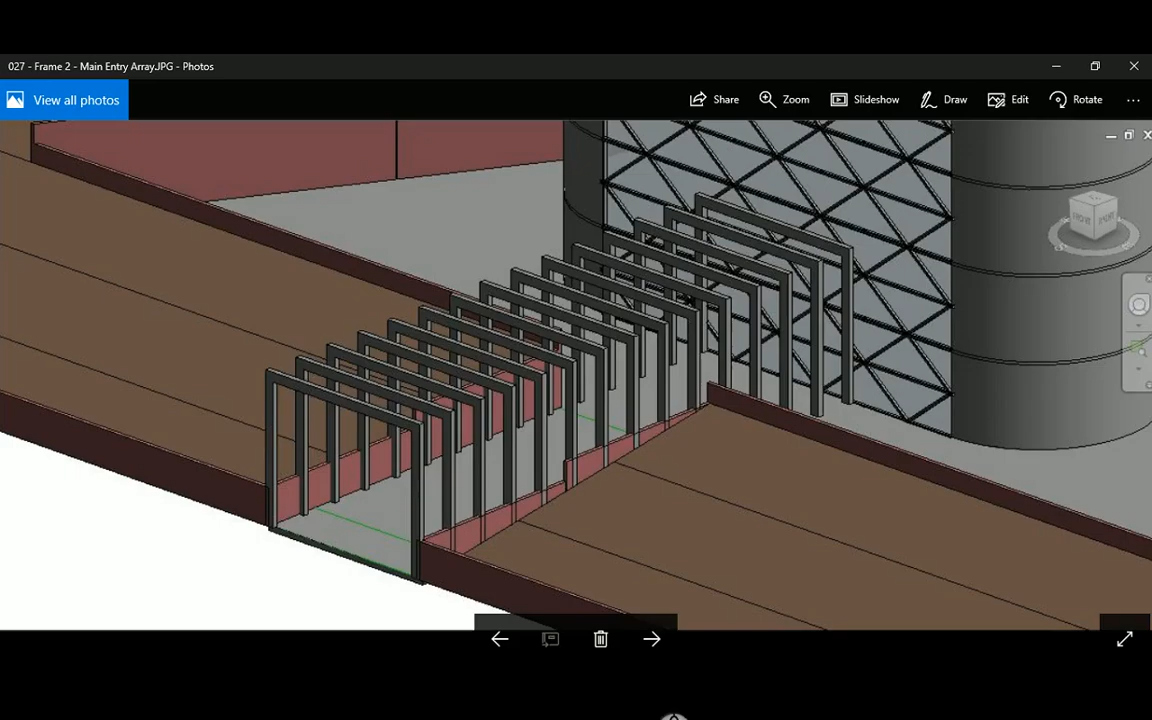 027 - Frame 2 - Main Entry Array.JPG - Photos
View all photos
Share
Zoom
Slideshow
Draw
Edit
Rotate